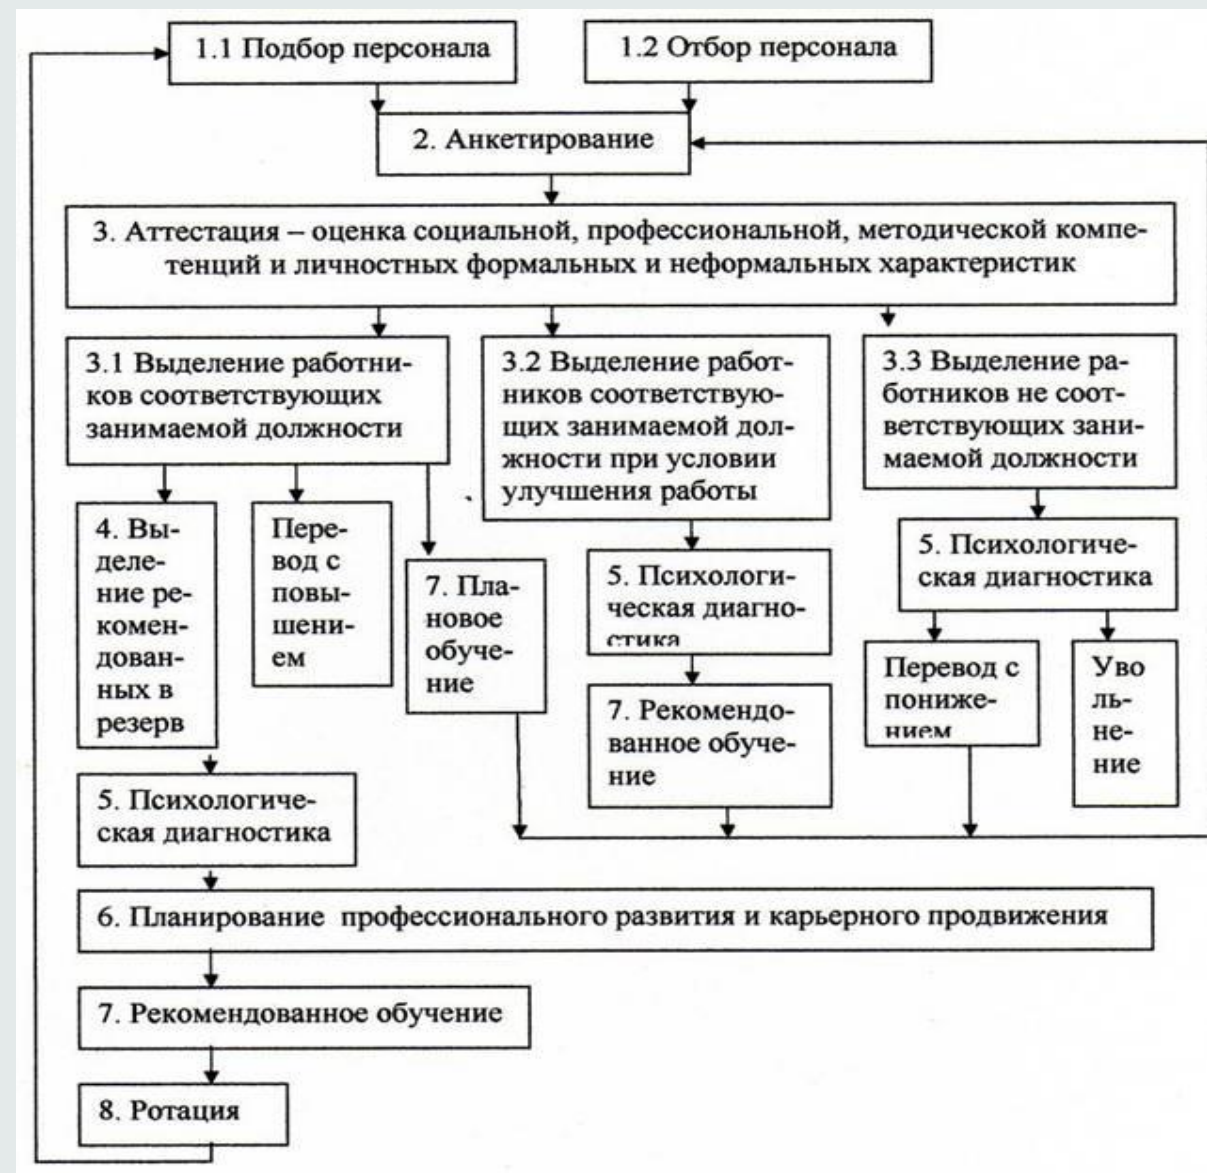 1.1 Подбор персонала
1.2 Отбор персонала
2. Анкетирование
3. Аттестация – оценка социальной, профессиональной, методической компе-
тенций и личностных формальных и неформальных характеристик
3.1 Выделение работни-
ков соответствующих
занимаемой должности
3.2 Выделение работ-
ников соответствую-
щих занимаемой дол-
жности при условии
улучшения работы
3.3 Выделение ра-
ботников не соот-
ветствующих зани-
маемой должности
4. Вы-
деле-
ние ре-
комен-
дован-
ных в
резерв
Пере-
вод с
повы-
шени-
ем
7. Пла-
новое
обуче-
ние
5. Психологи-
ческая диагно-
стика
7. Рекомендо-
ванное обуче-
ние
5. Психологиче-
ская диагностика
Перевод с
пониже-
нием
Уво
ль-
не-
ние
5. Психологиче-
ская диагностика
6. Планирование профессионального развития и карьерного продвижения
7. Рекомендованное обучение
8. Ротация